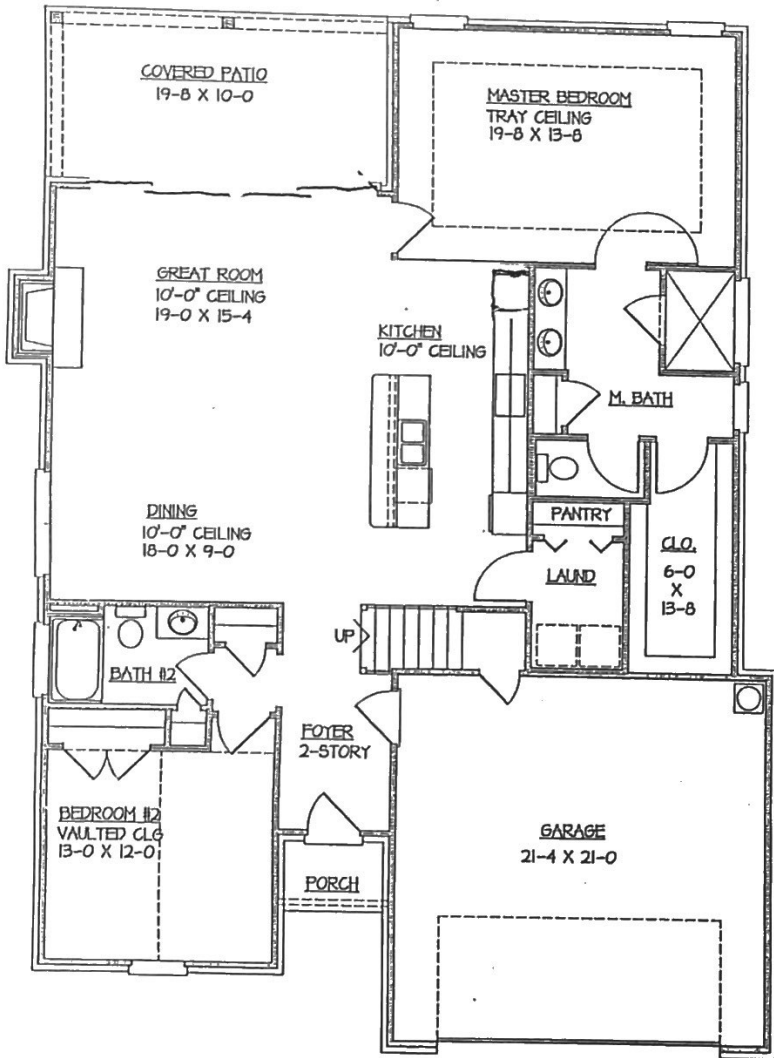 COVERED PATIO
19-8 X 10-0
MASTER BEDROOM
TRAY CEILING
19-8 X 13-8
GREAT ROOM
10'-0" CEILING
19-0 X 15-4
KITCHEN
10'-0" CEILING
M. BATH
DINING
10'-0" CEILING
18-0 X 9-0
PANTRY
LAUND
CLO.
6-0
X
13-8
UP
BATH #2
FOYER
2-STORY
BEDROOM #2
VAULTED CLG
13-0 X 12-0
GARAGE
21-4 X 21-0
PORCH